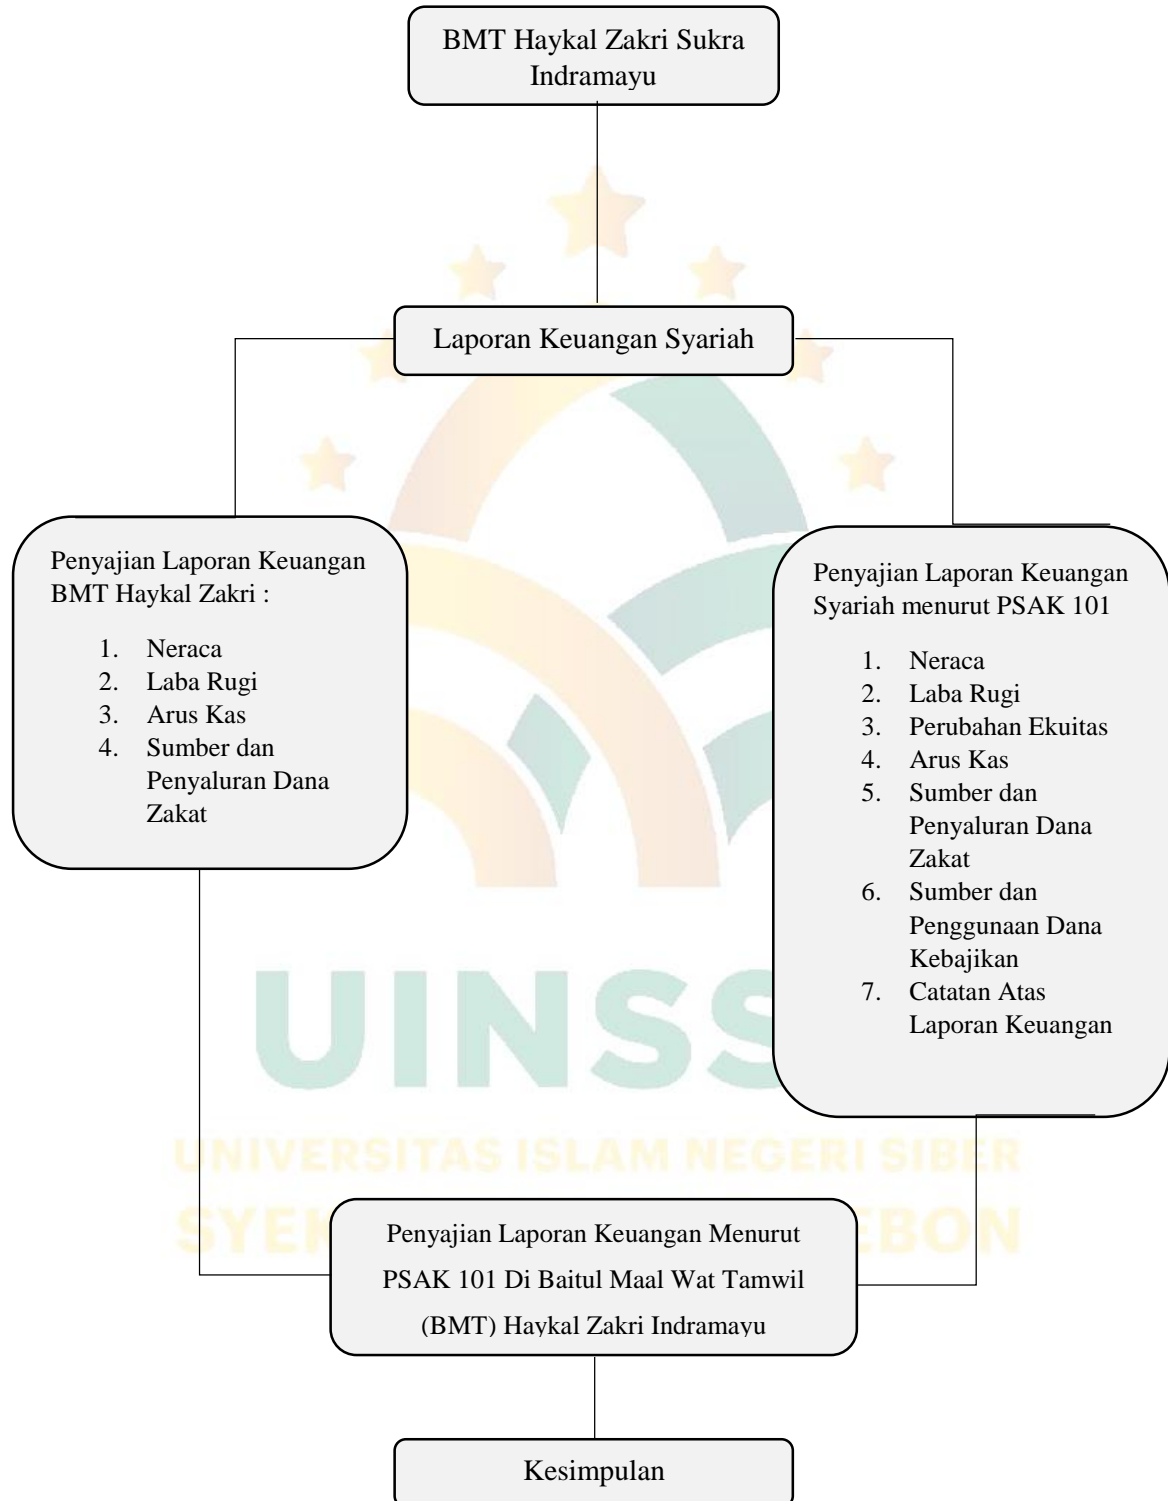 BMT Haykal Zakri Sukra
Indramayu
Laporan Keuangan Syariah
Penyajian Laporan Keuangan
BMT Haykal Zakri :
1. Neraca
2. Laba Rugi
3. Arus Kas
4. Sumber dan
Penyaluran Dana
Zakat
Penyajian Laporan Keuangan
Syariah menurut PSAK 101
1. Neraca
2. Laba Rugi
3. Perubahan Ekuitas
4. Arus Kas
5. Sumber dan
Penyaluran Dana
Zakat
6. Sumber dan
Penggunaan Dana
Kebajikan
7. Catatan Atas
Laporan Keuangan
UINSS
UNIVERSITAS ISLAM NEGERI SIBER
Penyajian Laporan Keuangan Menurut
PSAK 101 Di Baitul Maal Wat Tamwil
(BMT) Haykal Zakri Indramayu
Kesimpulan